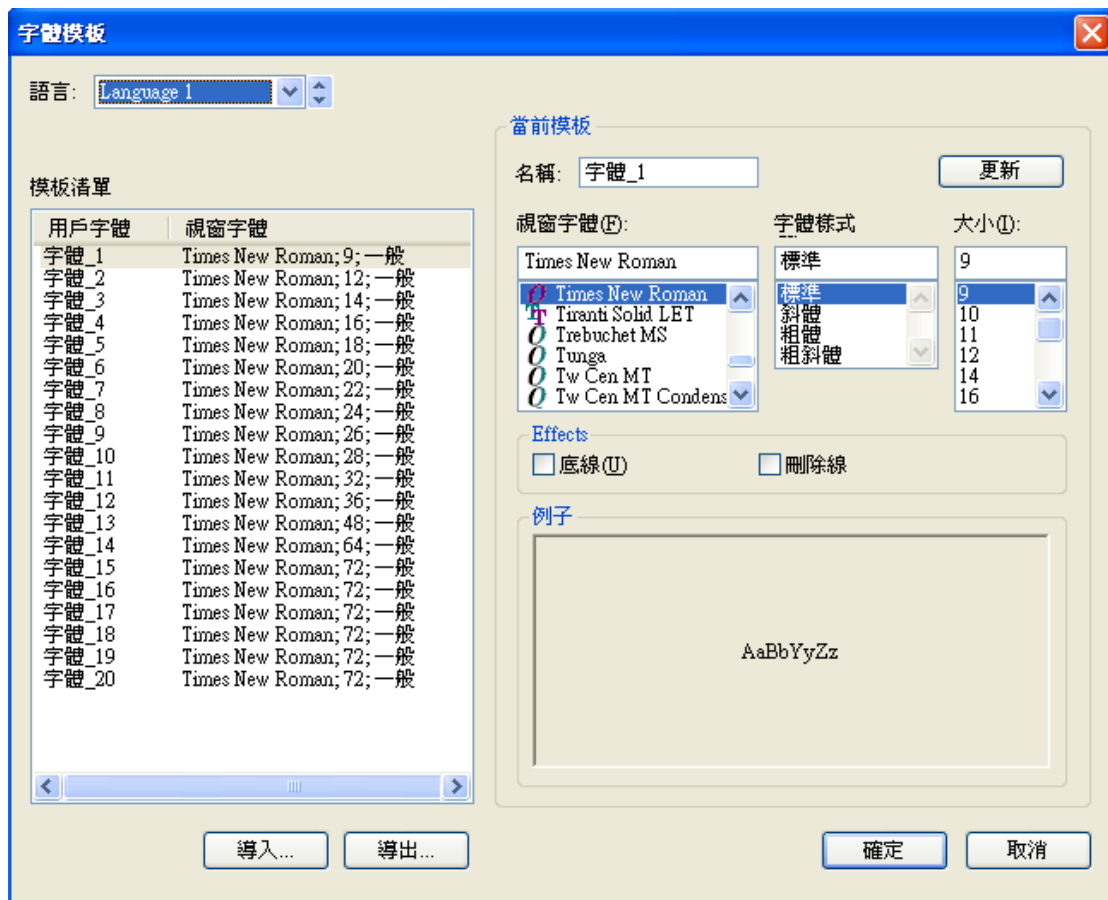 字體模板
語言: Language 1
模板清單
用戶字體 視窗字體
字體_1 Times New Roman; 9; 一般
字體_2 Times New Roman; 12; 一般
字體_3 Times New Roman; 14; 一般
字體_4 Times New Roman; 16; 一般
字體_5 Times New Roman; 18; 一般
字體_6 Times New Roman; 20; 一般
字體_7 Times New Roman; 22; 一般
字體_8 Times New Roman; 24; 一般
字體_9 Times New Roman; 26; 一般
字體_10 Times New Roman; 28; 一般
字體_11 Times New Roman; 32; 一般
字體_12 Times New Roman; 36; 一般
字體_13 Times New Roman; 48; 一般
字體_14 Times New Roman; 64; 一般
字體_15 Times New Roman; 72; 一般
字體_16 Times New Roman; 72; 一般
字體_17 Times New Roman; 72; 一般
字體_18 Times New Roman; 72; 一般
字體_19 Times New Roman; 72; 一般
字體_20 Times New Roman; 72; 一般
導入... 導出...
當前模板
名稱: 字體_1 更新
視窗字體(F):
Times New Roman
Times New Roman
Tiranti Solid LET
Trebuchet MS
Tunga
Tw Cen MT
Tw Cen MT Condens
字體樣式
標準
標準
斜體
粗體
粗斜體
大小(I):
9
9
10
11
12
14
16
Effects
底線(U) 刪除線
例子
AaBbYyZz
確定 取消